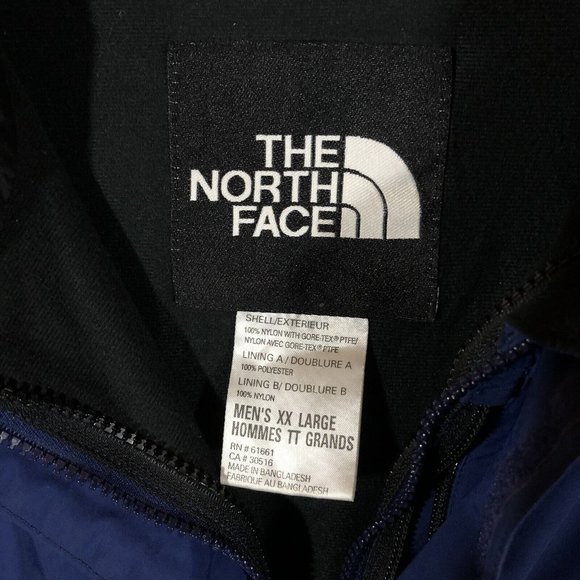 THE
NORTH
FACE
SHELL/EXTERIEUR
100% NYLON WITH GORE-TEX® PTFE/
NYLON AVEC GORE-TEX® PTFE
LINING A / DOUBLURE A
100% POLYESTER
LINING B/ DOUBLURE B
100% NYLON
MEN'S XX LARGE
HOMMES TT GRANDS
RN # 61661
CA # 30516
MADE IN BANGLADESH
FABRIQUE AU BANGLADESH